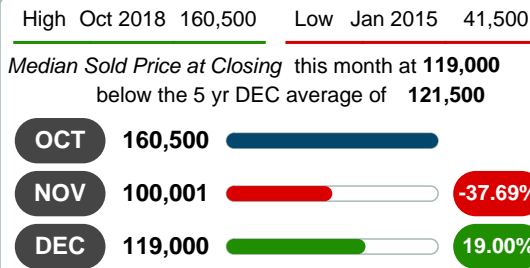 High Oct 2018 160,500 Low Jan 2015 41,500
Median Sold Price at Closing this month at 119,000
below the 5 yr DEC average of 121,500
OCT 160,500
NOV 100,001 -37.69%
DEC 119,000 19.00%